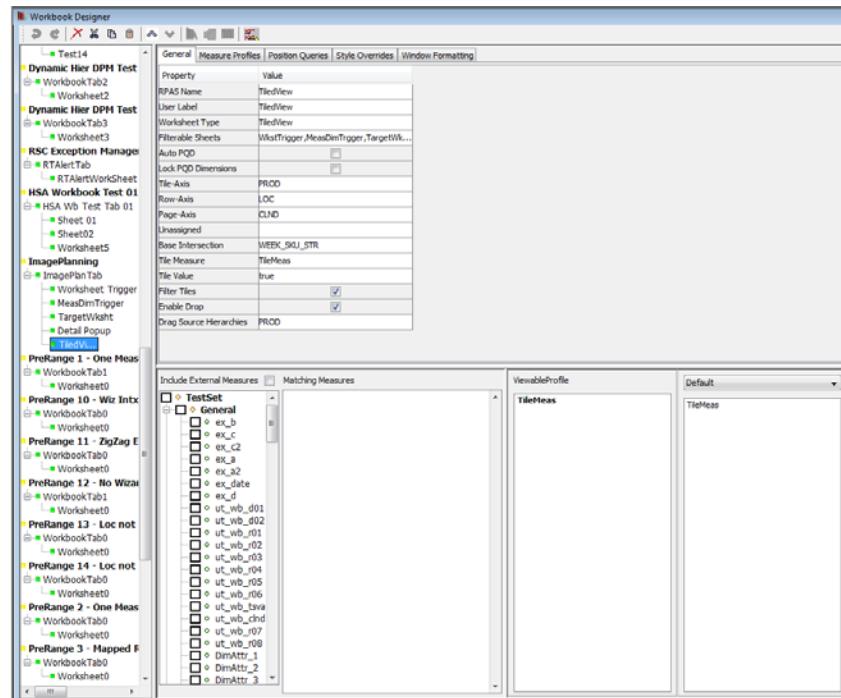 Workbook Designer
Test14
Dynamic Hier DPM Test
WorkbookTab2
Worksheet2
Dynamic Hier DPM Test
WorkbookTab3
Worksheet3
RSC Exception Manage
RTAlertTab
RTAlertWorkSheet
HSA Workbook Test 01
HSA Wb Test Tab 01
Sheet 01
Sheet02
Worksheet5
ImagePlanning
ImagePlanTab
Worksheet Trigger
MeasDimTrigger
TargetWksht
Detail Popup
TiledVi...
PreRange 1 - One Meas
WorkbookTab1
Worksheet0
PreRange 10 - Wiz Intx
WorkbookTab0
Worksheet0
PreRange 11 - ZigZag E
WorkbookTab0
Worksheet0
PreRange 12 - No Wizar
WorkbookTab1
Worksheet0
PreRange 13 - Loc not
WorkbookTab0
Worksheet0
PreRange 14 - Loc not
WorkbookTab0
Worksheet0
PreRange 2 - One Meas
WorkbookTab0
Worksheet0
PreRange 3 - Mapped R
WorkbookTab0
Worksheet0
General Measure Profiles Position Queries Style Overrides Window Formatting
Property Value
RPAS Name TiledView
User Label TiledView
Worksheet Type TiledView
Filterable Sheets WkstTrigger,MeasDimTrgger,TargetWk...
Auto PQD
Lock PQD Dimensions
Tile-Axis PROD
Row-Axis LOC
Page-Axis CLND
Unassigned
Base Intersection WEEK_SKU_STR
Tile Measure TileMeas
Tile Value true
Filter Tiles
Enable Drop
Drag Source Hierarchies PROD
Include External Measures Matching Measures
TestSet
General
ex_b
ex_c
ex_c2
ex_a
ex_a2
ex_date
ex_d
ut_wb_d01
ut_wb_d02
ut_wb_r01
ut_wb_r02
ut_wb_r03
ut_wb_r04
ut_wb_r05
ut_wb_r06
ut_wb_tsva
ut_wb_clnd
ut_wb_r07
ut_wb_r08
DimAttr_1
DimAttr_2
DimAttr_3
ViewableProfile
TileMeas
Default
TileMeas